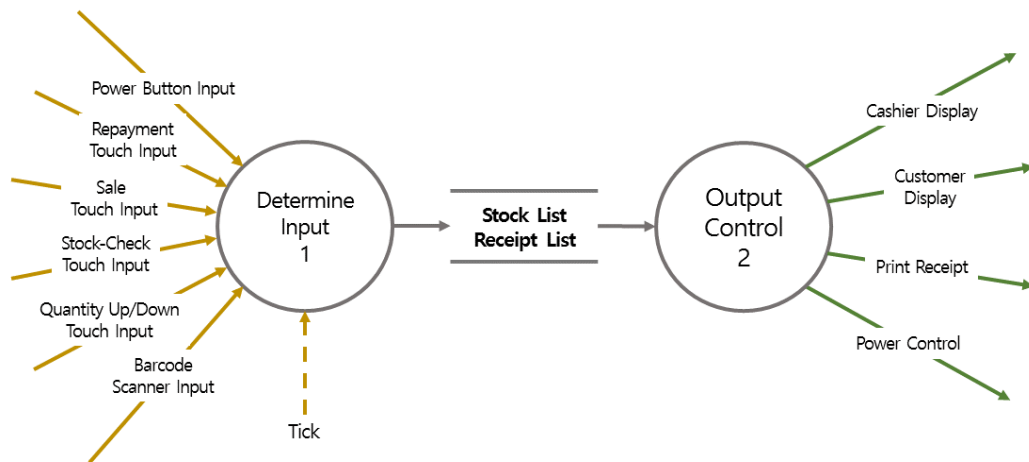 Power Button Input
Repayment
Touch Input
Sale
Touch Input
Stock-Check
Touch Input
Quantity Up/Down
Touch Input
Barcode
Scanner Input
Tick
Determine
Input
1
Stock List
Receipt List
Output
Control
2
Cashier Display
Customer
Display
Print Receipt
Power Control